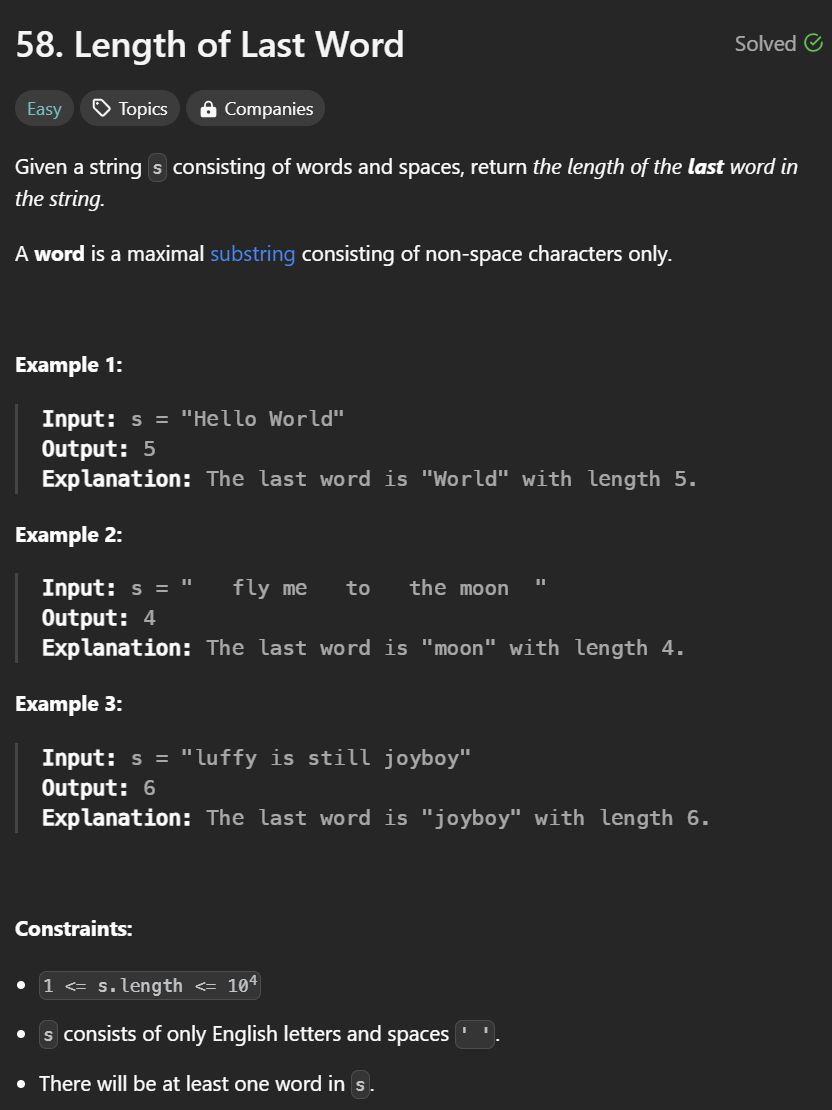 58. Length of Last Word
Solved
Easy
Topics
Companies
Given a string s consisting of words and spaces, return the length of the last word in
the string.
A word is a maximal substring consisting of non-space characters only.
Example 1:
Input: s = "Hello World"
Output: 5
Explanation: The last word is "World" with length 5.
Example 2:
Input: s = "   fly me   to   the moon  "
Output: 4
Explanation: The last word is "moon" with length 4.
Example 3:
Input: s = "luffy is still joyboy"
Output: 6
Explanation: The last word is "joyboy" with length 6.
Constraints:
• 1 <= s.length <= 10⁴
• s consists of only English letters and spaces ' '.
• There will be at least one word in s.